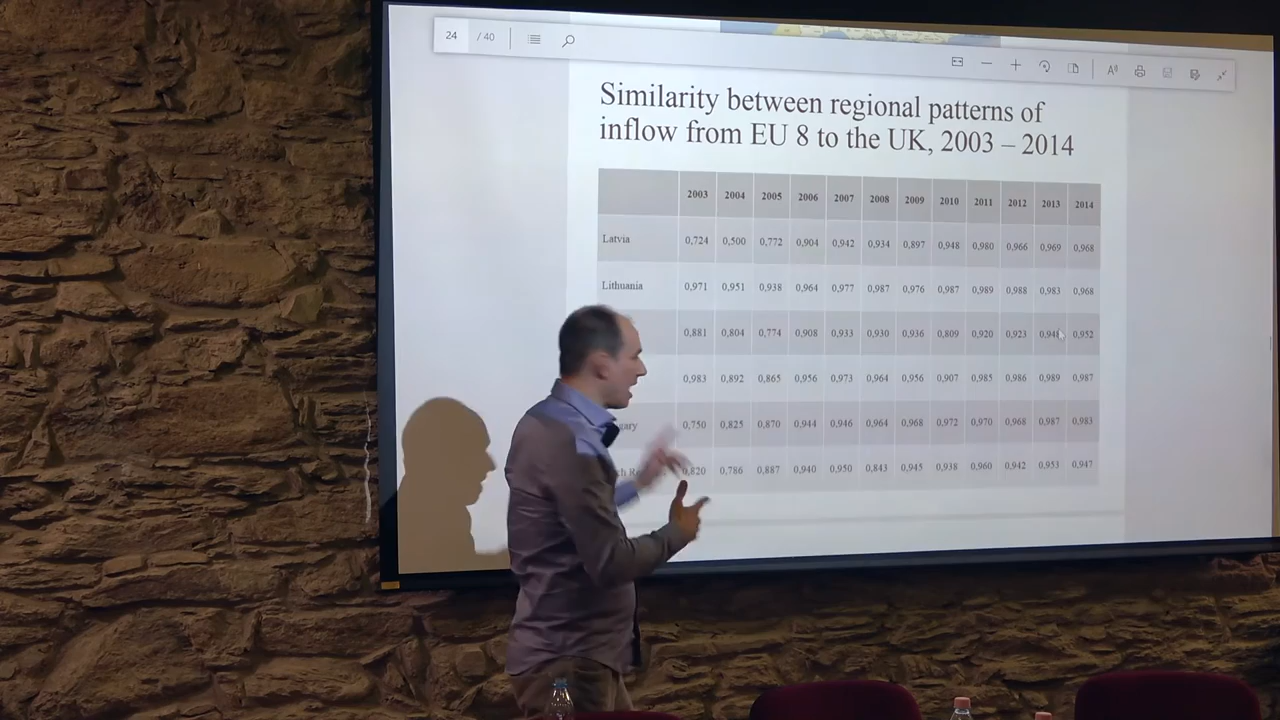 24 / 40
Similarity between regional patterns of
inflow from EU 8 to the UK, 2003 – 2014
2003 2004 2005 2006 2007 2008 2009 2010 2011 2012 2013 2014
Latvia 0,724 0,500 0,772 0,904 0,942 0,934 0,897 0,948 0,980 0,966 0,969 0,968
Lithuania 0,971 0,951 0,938 0,964 0,977 0,987 0,976 0,987 0,989 0,988 0,983 0,968
0,881 0,804 0,774 0,908 0,933 0,930 0,936 0,809 0,920 0,923 0,952
0,983 0,892 0,865 0,956 0,973 0,964 0,956 0,907 0,985 0,986 0,989 0,987
gary 0,750 0,825 0,870 0,944 0,946 0,964 0,968 0,972 0,970 0,968 0,987 0,983
ch Re 0,820 0,786 0,887 0,940 0,950 0,843 0,945 0,938 0,960 0,942 0,953 0,947